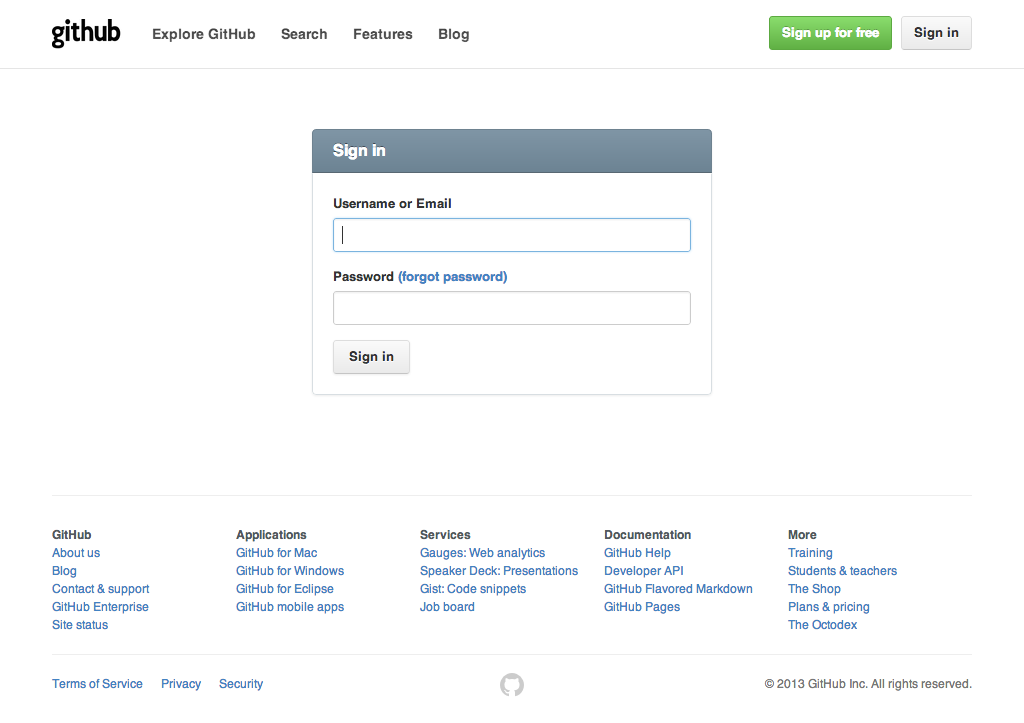 github Explore GitHub Search Features Blog Sign up for free Sign in
Sign in
Username or Email
Password (forgot password)
Sign in
GitHub
About us
Blog
Contact & support
GitHub Enterprise
Site status
Applications
GitHub for Mac
GitHub for Windows
GitHub for Eclipse
GitHub mobile apps
Services
Gauges: Web analytics
Speaker Deck: Presentations
Gist: Code snippets
Job board
Documentation
GitHub Help
Developer API
GitHub Flavored Markdown
GitHub Pages
More
Training
Students & teachers
The Shop
Plans & pricing
The Octodex
Terms of Service Privacy Security © 2013 GitHub Inc. All rights reserved.